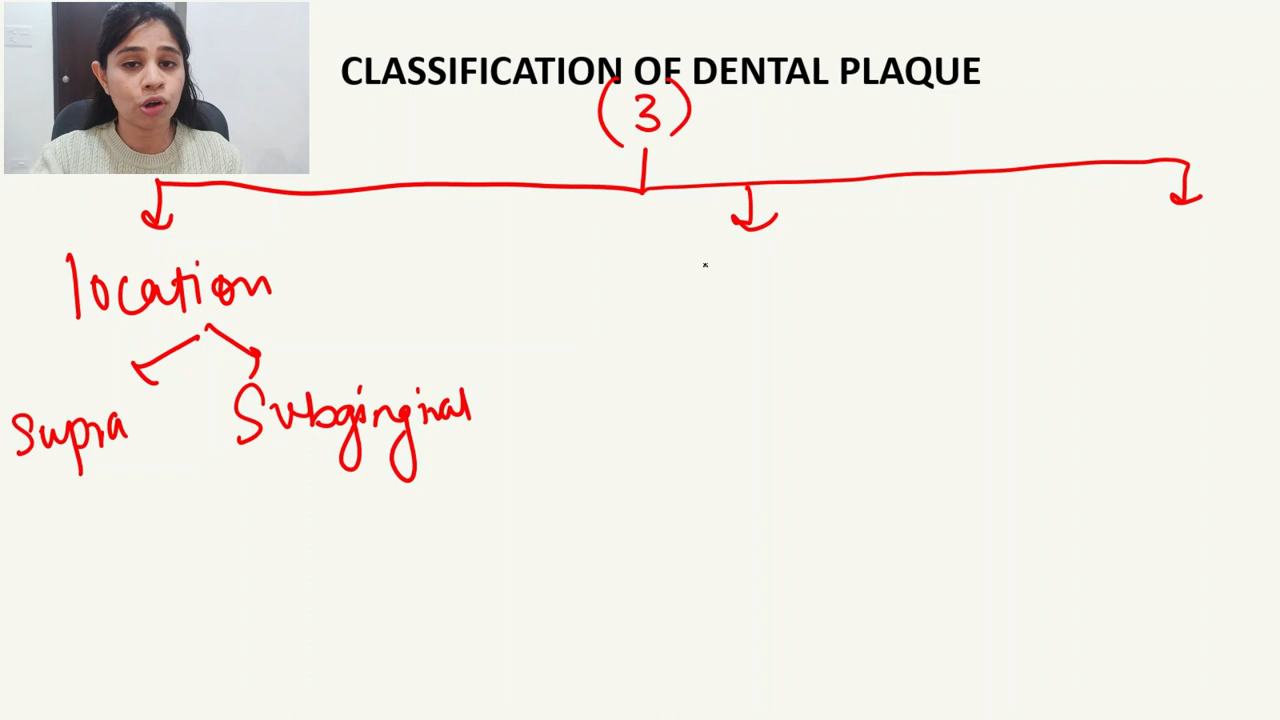 CLASSIFICATION OF DENTAL PLAQUE
(3)
location
Supra
Subgingival